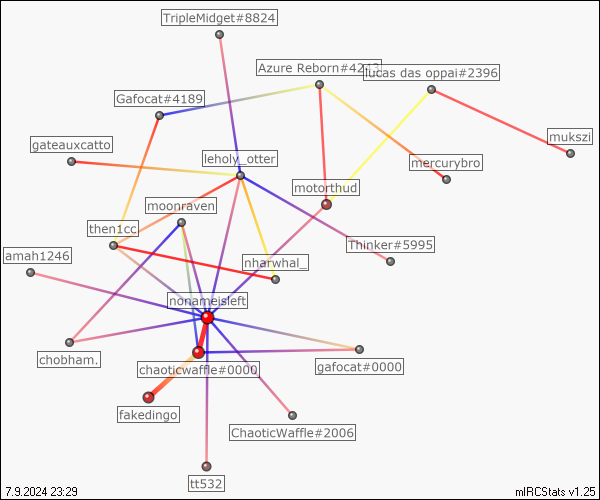 TripleMidget#8824
Azure Reborn#4243
lucas das oppai#2396
Gafocat#4189
mukszi
gateauxcatto
leholy_otter
mercurybro
motorthud
moonraven
then1cc
Thinker#5995
amah1246
nharwhal_
nonameisleft
chobham.
chaoticwaffle#0000
gafocat#0000
fakedingo
ChaoticWaffle#2006
tt532
7.9.2024 23:29
mIRCStats v1.25